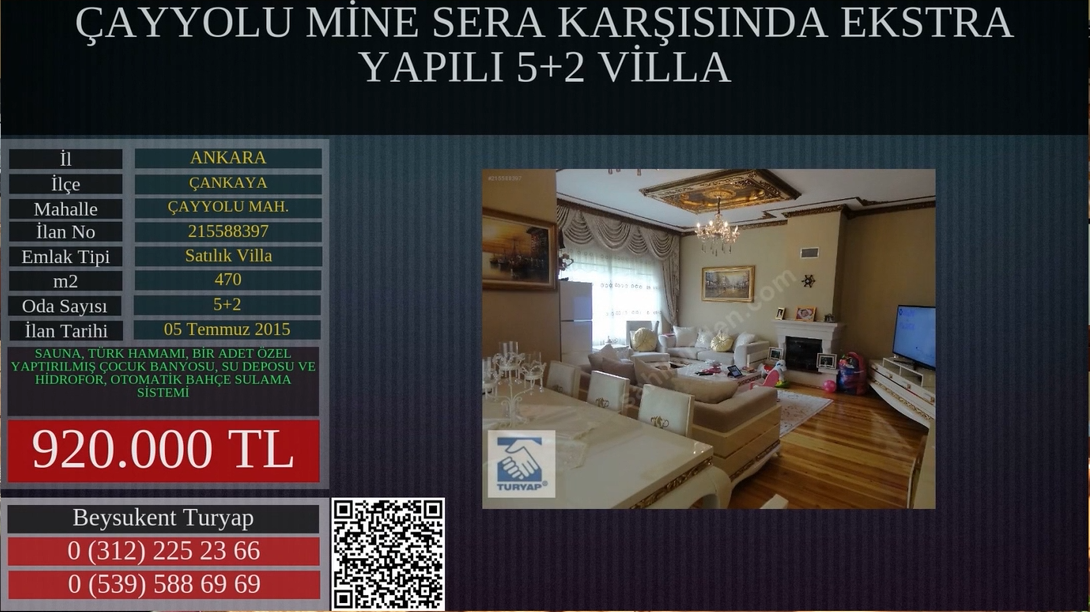 ÇAYYOLU MİNE SERA KARŞISINDA EKSTRA
YAPILI 5+2 VİLLA
İl ANKARA
İlçe ÇANKAYA
Mahalle ÇAYYOLU MAH.
İlan No 215588397
Emlak Tipi Satılık Villa
m2 470
Oda Sayısı 5+2
İlan Tarihi 05 Temmuz 2015
SAUNA, TÜRK HAMAMI, BİR ADET ÖZEL
YAPTIRILMIŞ ÇOCUK BANYOSU, SU DEPOSU VE
HİDROFOR, OTOMATİK BAHÇE SULAMA
SİSTEMİ
920.000 TL
Beysukent Turyap
0 (312) 225 23 66
0 (539) 588 69 69
TURYAP®